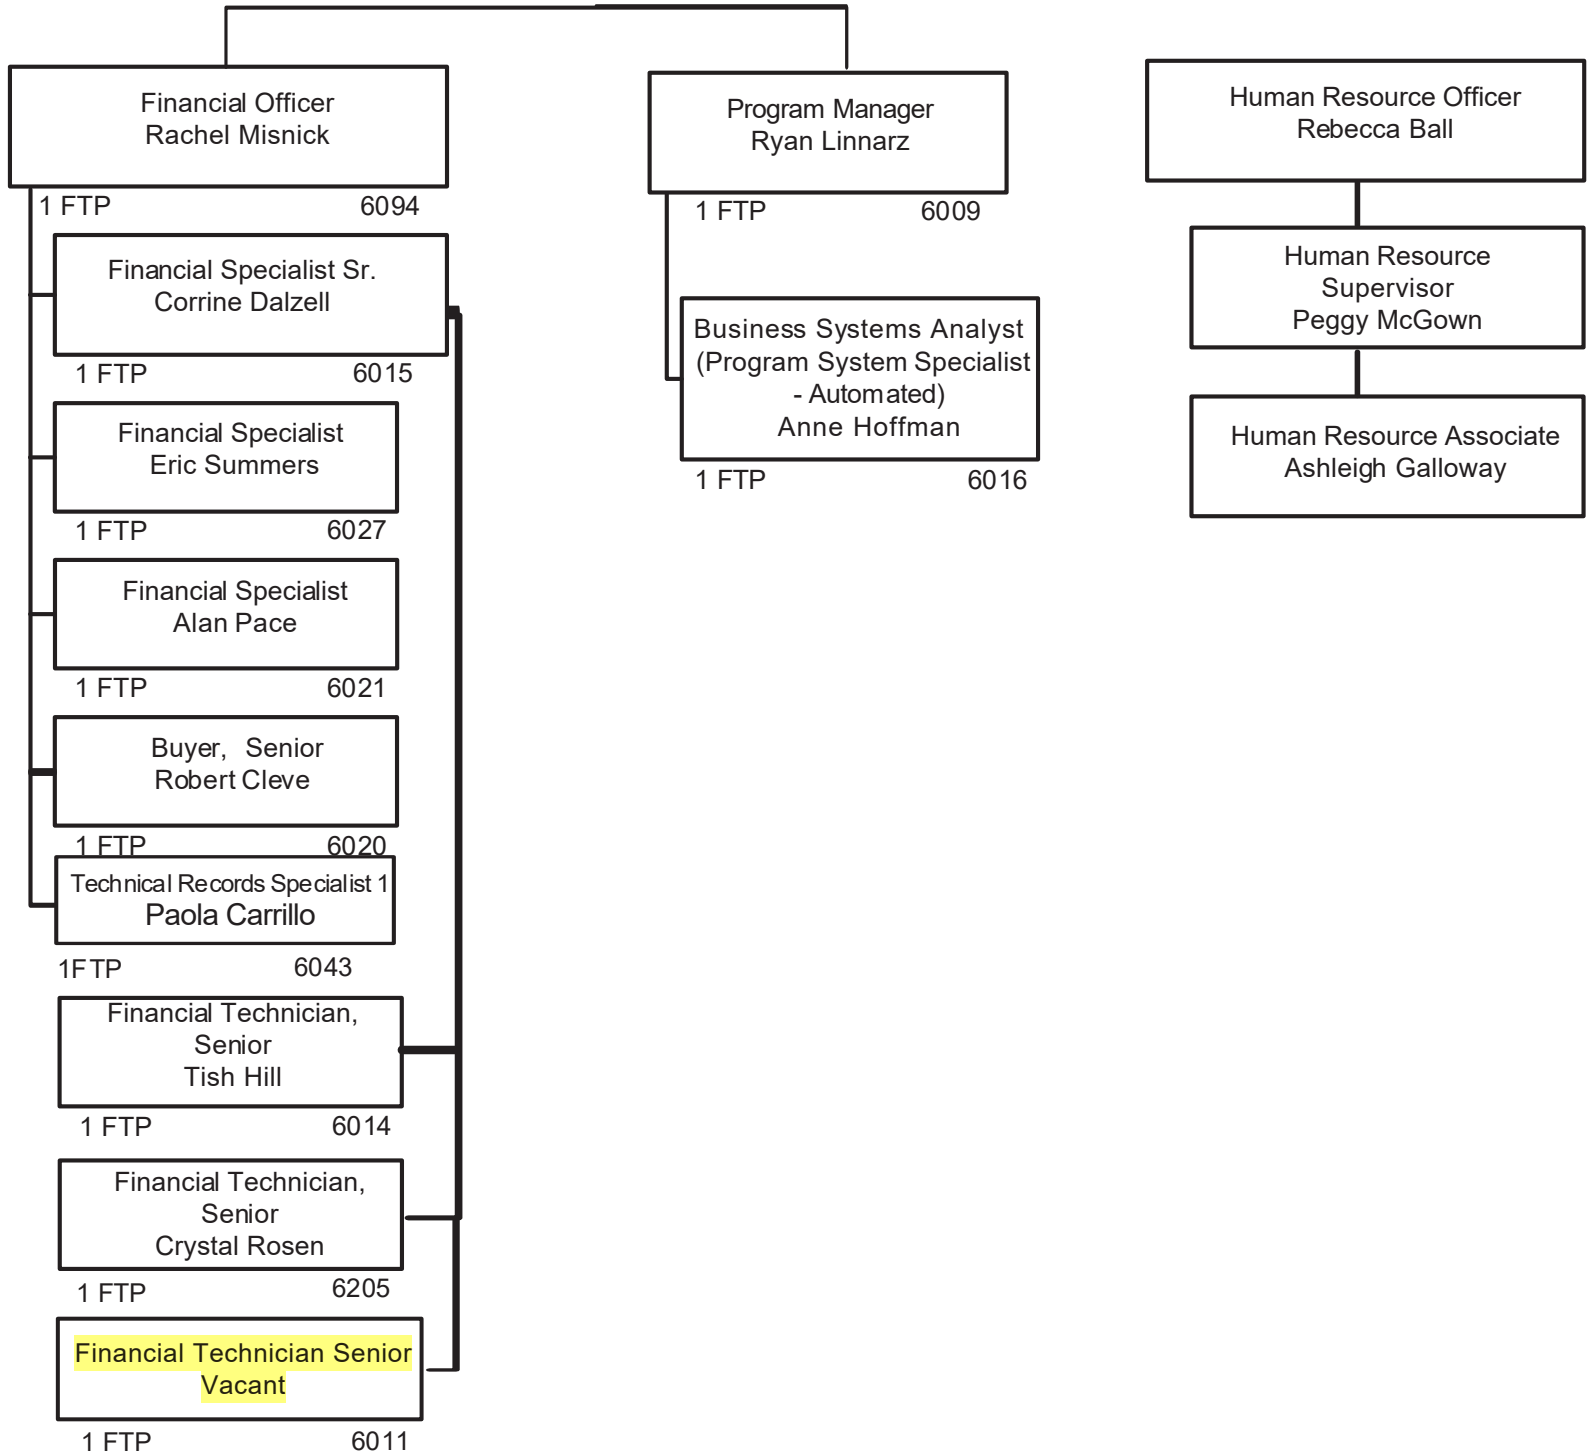 Financial Officer
Rachel Misnick
1 FTP 6094
Financial Specialist Sr.
Corrine Dalzell
1 FTP 6015
Financial Specialist
Eric Summers
1 FTP 6027
Financial Specialist
Alan Pace
1 FTP 6021
Buyer, Senior
Robert Cleve
1 FTP 6020
Technical Records Specialist 1
Paola Carrillo
1FTP 6043
Financial Technician,
Senior
Tish Hill
1 FTP 6014
Financial Technician,
Senior
Crystal Rosen
1 FTP 6205
Financial Technician Senior
Vacant
1 FTP 6011
Program Manager
Ryan Linnarz
1 FTP 6009
Business Systems Analyst
(Program System Specialist
- Automated)
Anne Hoffman
1 FTP 6016
Human Resource Officer
Rebecca Ball
Human Resource
Supervisor
Peggy McGown
Human Resource Associate
Ashleigh Galloway